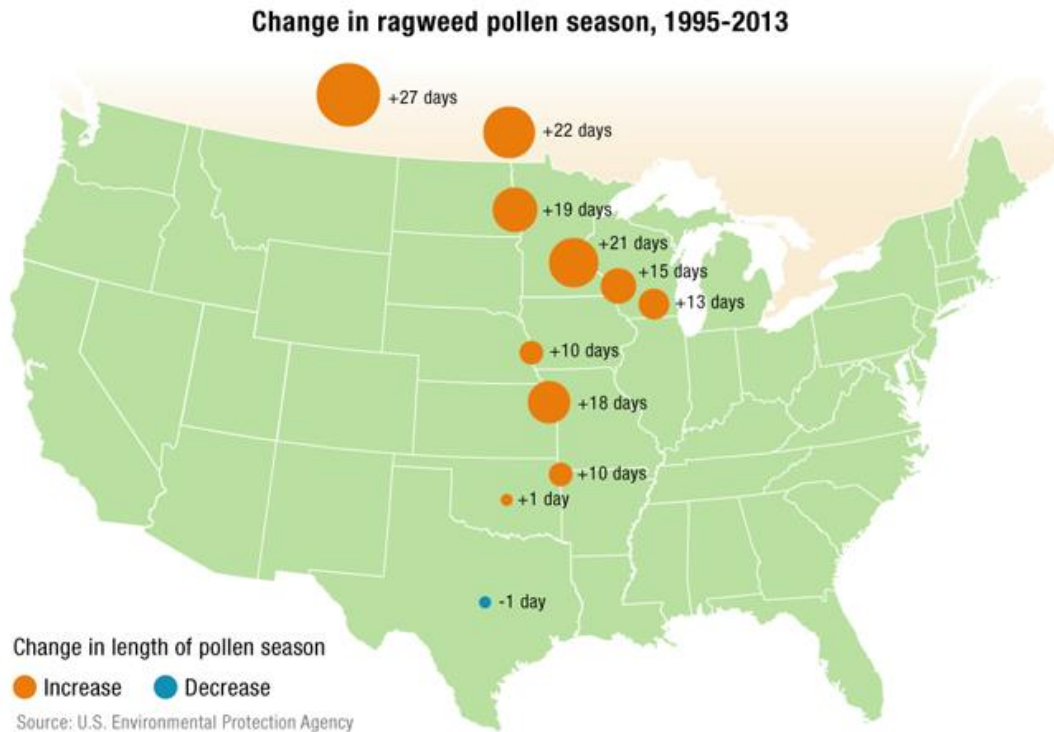 Change in ragweed pollen season, 1995-2013
+27 days
+22 days
+19 days
+21 days
+15 days
+13 days
+10 days
+18 days
+10 days
+1 day
-1 day
Change in length of pollen season
Increase
Decrease
Source: U.S. Environmental Protection Agency